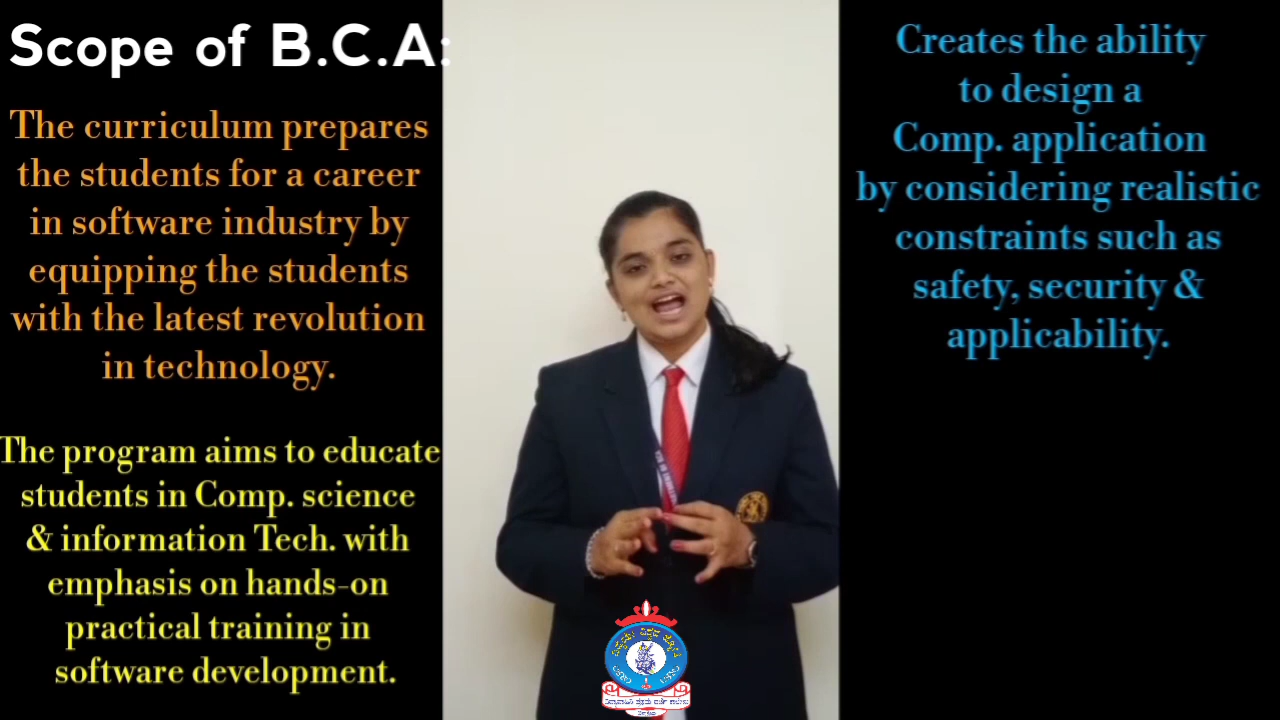 Scope of B.C.A:
The curriculum prepares
the students for a career
in software industry by
equipping the students
with the latest revolution
in technology.
The program aims to educate
students in Comp. science
& information Tech. with
emphasis on hands-on
practical training in
software development.
Creates the ability
to design a
Comp. application
by considering realistic
constraints such as
safety, security &
applicability.